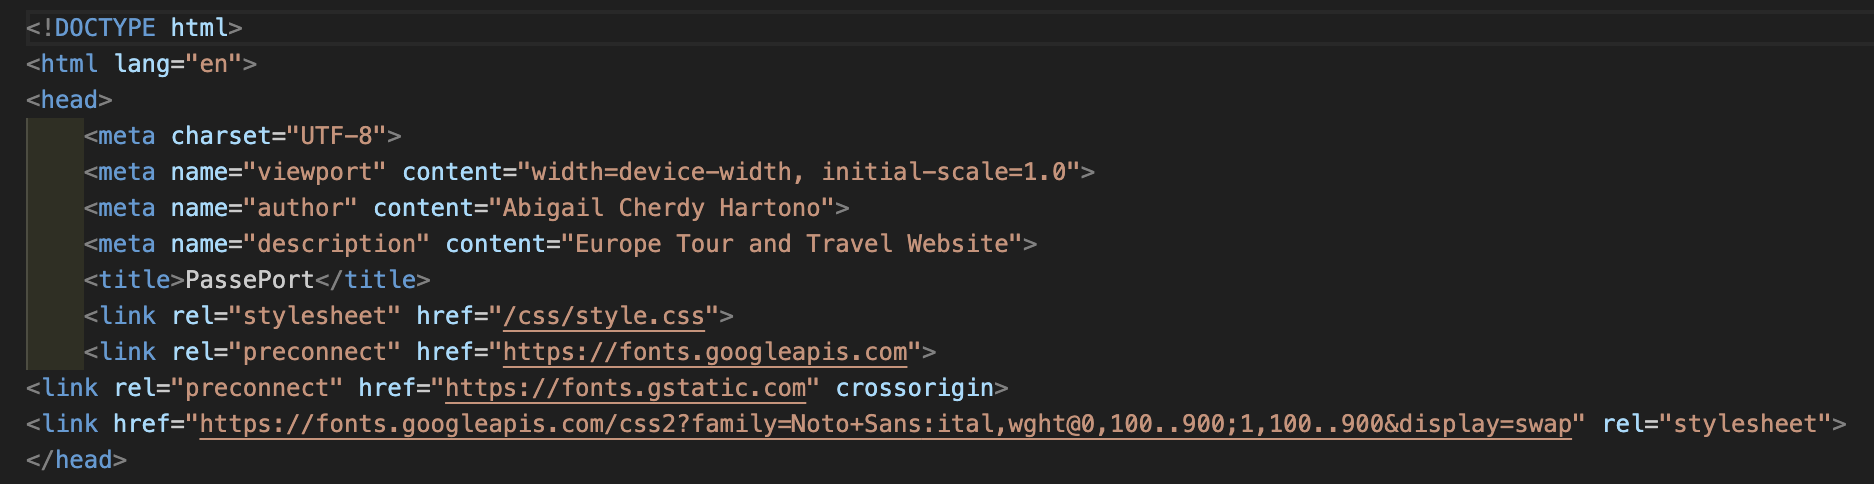 <!DOCTYPE html>
<html lang="en">
<head>
    <meta charset="UTF-8">
    <meta name="viewport" content="width=device-width, initial-scale=1.0">
    <meta name="author" content="Abigail Cherdy Hartono">
    <meta name="description" content="Europe Tour and Travel Website">
    <title>PassePort</title>
    <link rel="stylesheet" href="/css/style.css">
    <link rel="preconnect" href="https://fonts.googleapis.com">
<link rel="preconnect" href="https://fonts.gstatic.com" crossorigin>
<link href="https://fonts.googleapis.com/css2?family=Noto+Sans:ital,wght@0,100..900;1,100..900&display=swap" rel="stylesheet">
</head>